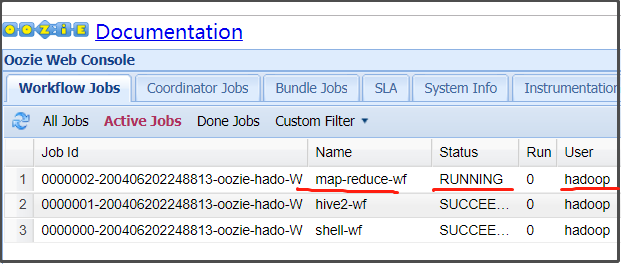 OOZIE Documentation
Oozie Web Console
Workflow Jobs Coordinator Jobs Bundle Jobs SLA System Info Instrumentation
All Jobs Active Jobs Done Jobs Custom Filter
Job Id Name Status Run User
1 0000002-200406202248813-oozie-hado-W map-reduce-wf RUNNING 0 hadoop
2 0000001-200406202248813-oozie-hado-W hive2-wf SUCCEE... 0 hadoop
3 0000000-200406202248813-oozie-hado-W shell-wf SUCCEE... 0 hadoop